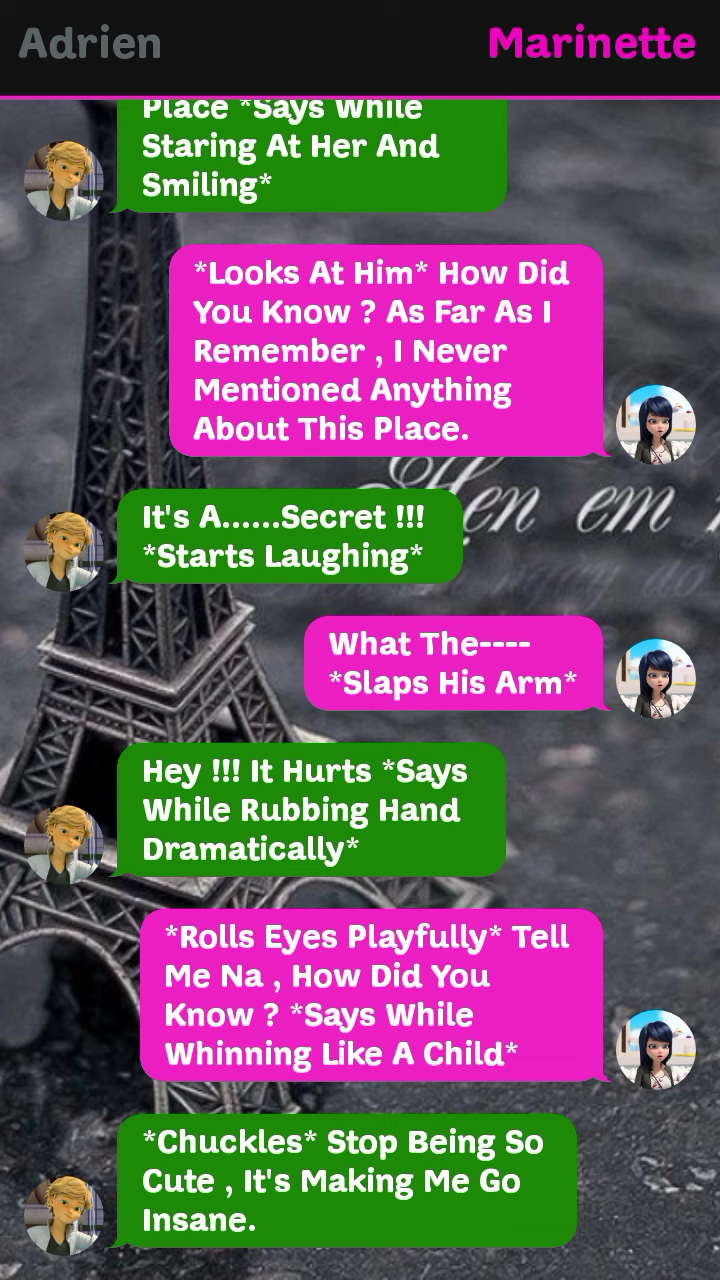 Adrien
Marinette
Place *Says While
Staring At Her And
Smiling*
*Looks At Him* How Did
You Know ? As Far As I
Remember , I Never
Mentioned Anything
About This Place.
Hen em
It's A......Secret !!!
*Starts Laughing*
What The----
*Slaps His Arm*
Hey !!! It Hurts *Says
While Rubbing Hand
Dramatically*
*Rolls Eyes Playfully* Tell
Me Na , How Did You
Know ? *Says While
Whinning Like A Child*
*Chuckles* Stop Being So
Cute , It's Making Me Go
Insane.